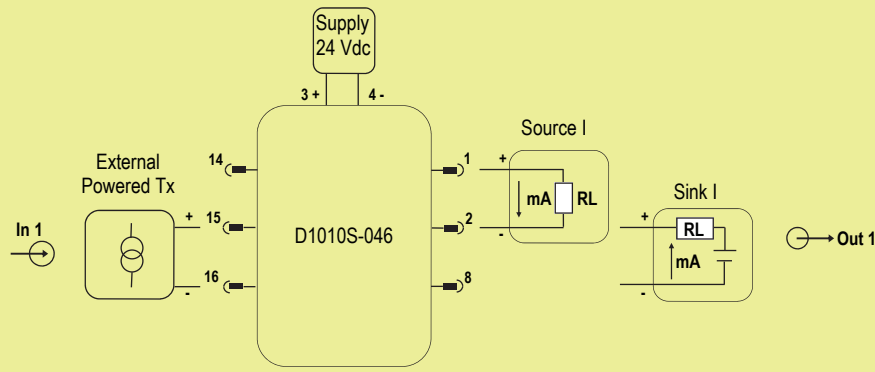 Supply
24 Vdc
3 +
4 -
External
Powered Tx
In 1
+
-
14
15
16
D1010S-046
1
2
8
Source I
+
mA
RL
-
Sink I
+
RL
mA
-
Out 1